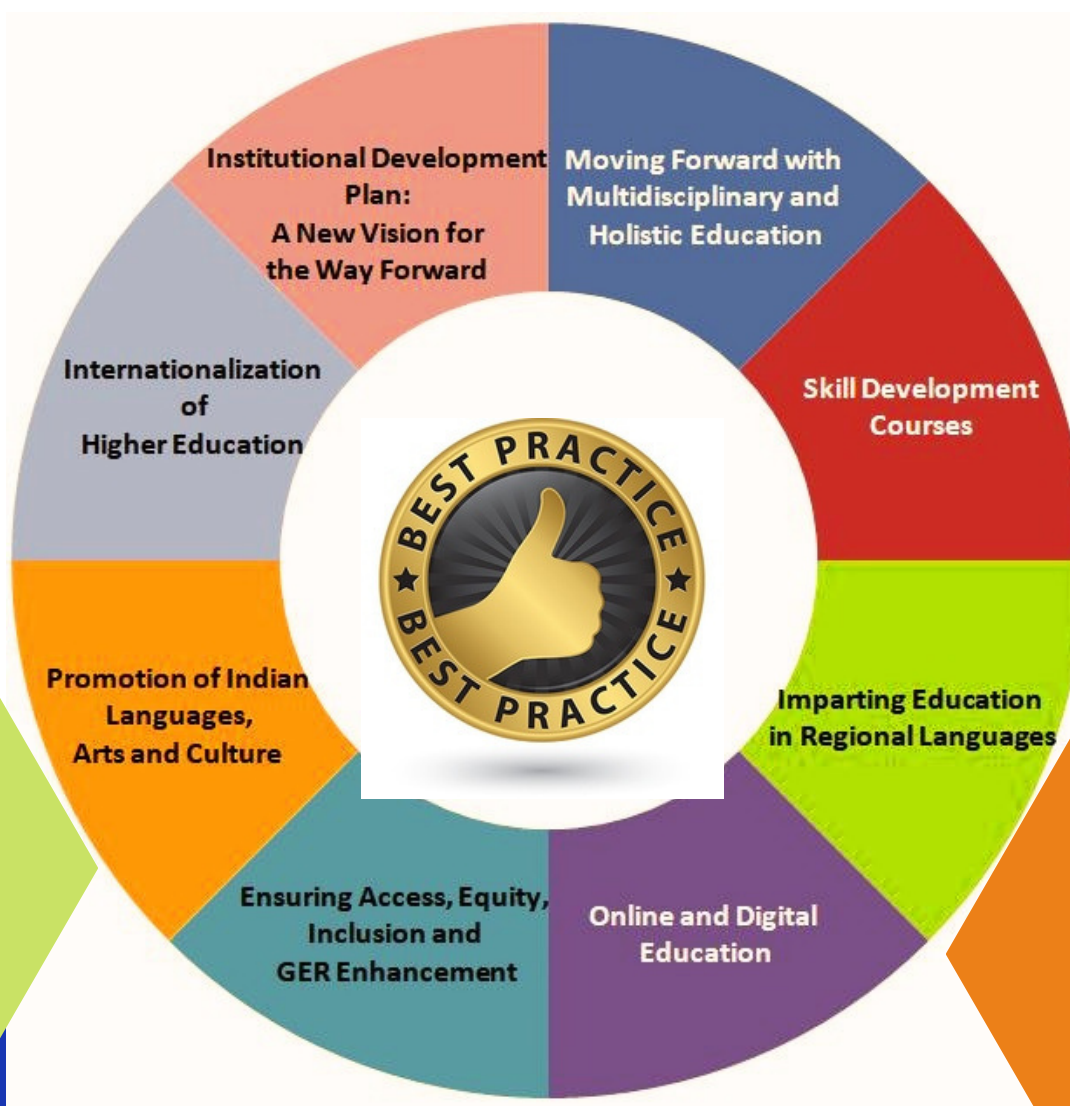 Institutional Development
Plan:
A New Vision for
the Way Forward
Moving Forward with
Multidisciplinary and
Holistic Education
Skill Development
Courses
Imparting Education
in Regional Languages
Online and Digital
Education
Ensuring Access, Equity,
Inclusion and
GER Enhancement
Promotion of Indian
Languages,
Arts and Culture
Internationalization
of
Higher Education
BEST PRACTICE
BEST PRACTICE